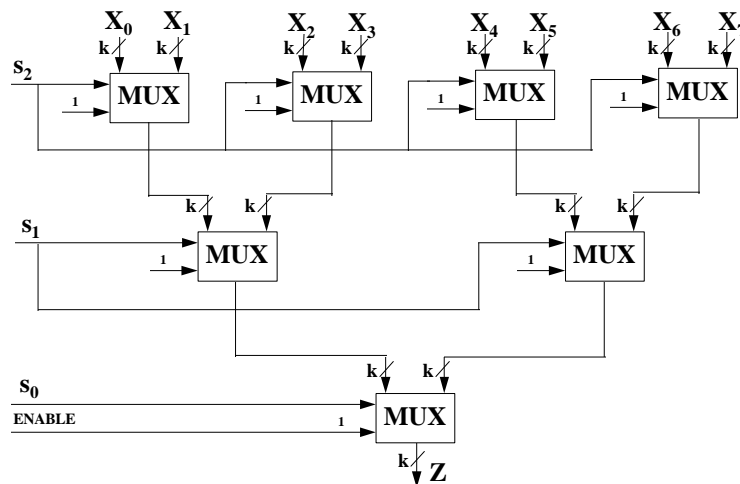 X0 X1 X2 X3 X4 X5 X6
k k k k k k k k
s2
MUX MUX MUX MUX
1 1 1 1
k k k k
s1
MUX MUX
1 1
k k
s0
MUX
ENABLE 1
k Z